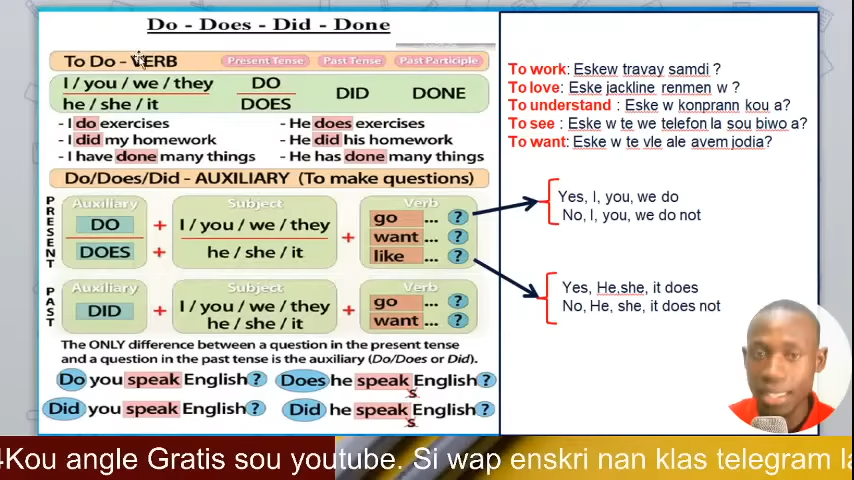 Do - Does - Did - Done
To Do - VERB Present Tense Past Tense Past Participle
I / you / we / they DO
DID DONE
he / she / it DOES
- I do exercises - He does exercises
- I did my homework - He did his homework
- I have done many things - He has done many things
Do/Does/Did - AUXILIARY (To make questions)
PRESENT
Auxiliary Subject Verb
DO + I / you / we / they go ... ?
+ want ... ?
DOES + he / she / it like ... ?
PAST
Auxiliary Subject Verb
DID + I / you / we / they + go ... ?
he / she / it want ... ?
The ONLY difference between a question in the present tense
and a question in the past tense is the auxiliary (Do/Does or Did).
Do you speak English ? Does he speak English ?
s
Did you speak English ? Did he speak English ?
s
To work: Eskew travay samdi ?
To love: Eske jackline renmen w ?
To understand : Eske w konprann kou a?
To see : Eske w te we telefon la sou biwo a?
To want: Eske w te vle ale avem jodia?
Yes, I, you, we do
No, I, you, we do not
Yes, He,she, it does
No, He, she, it does not
4Kou angle Gratis sou youtube. Si wap enskri nan klas telegram la